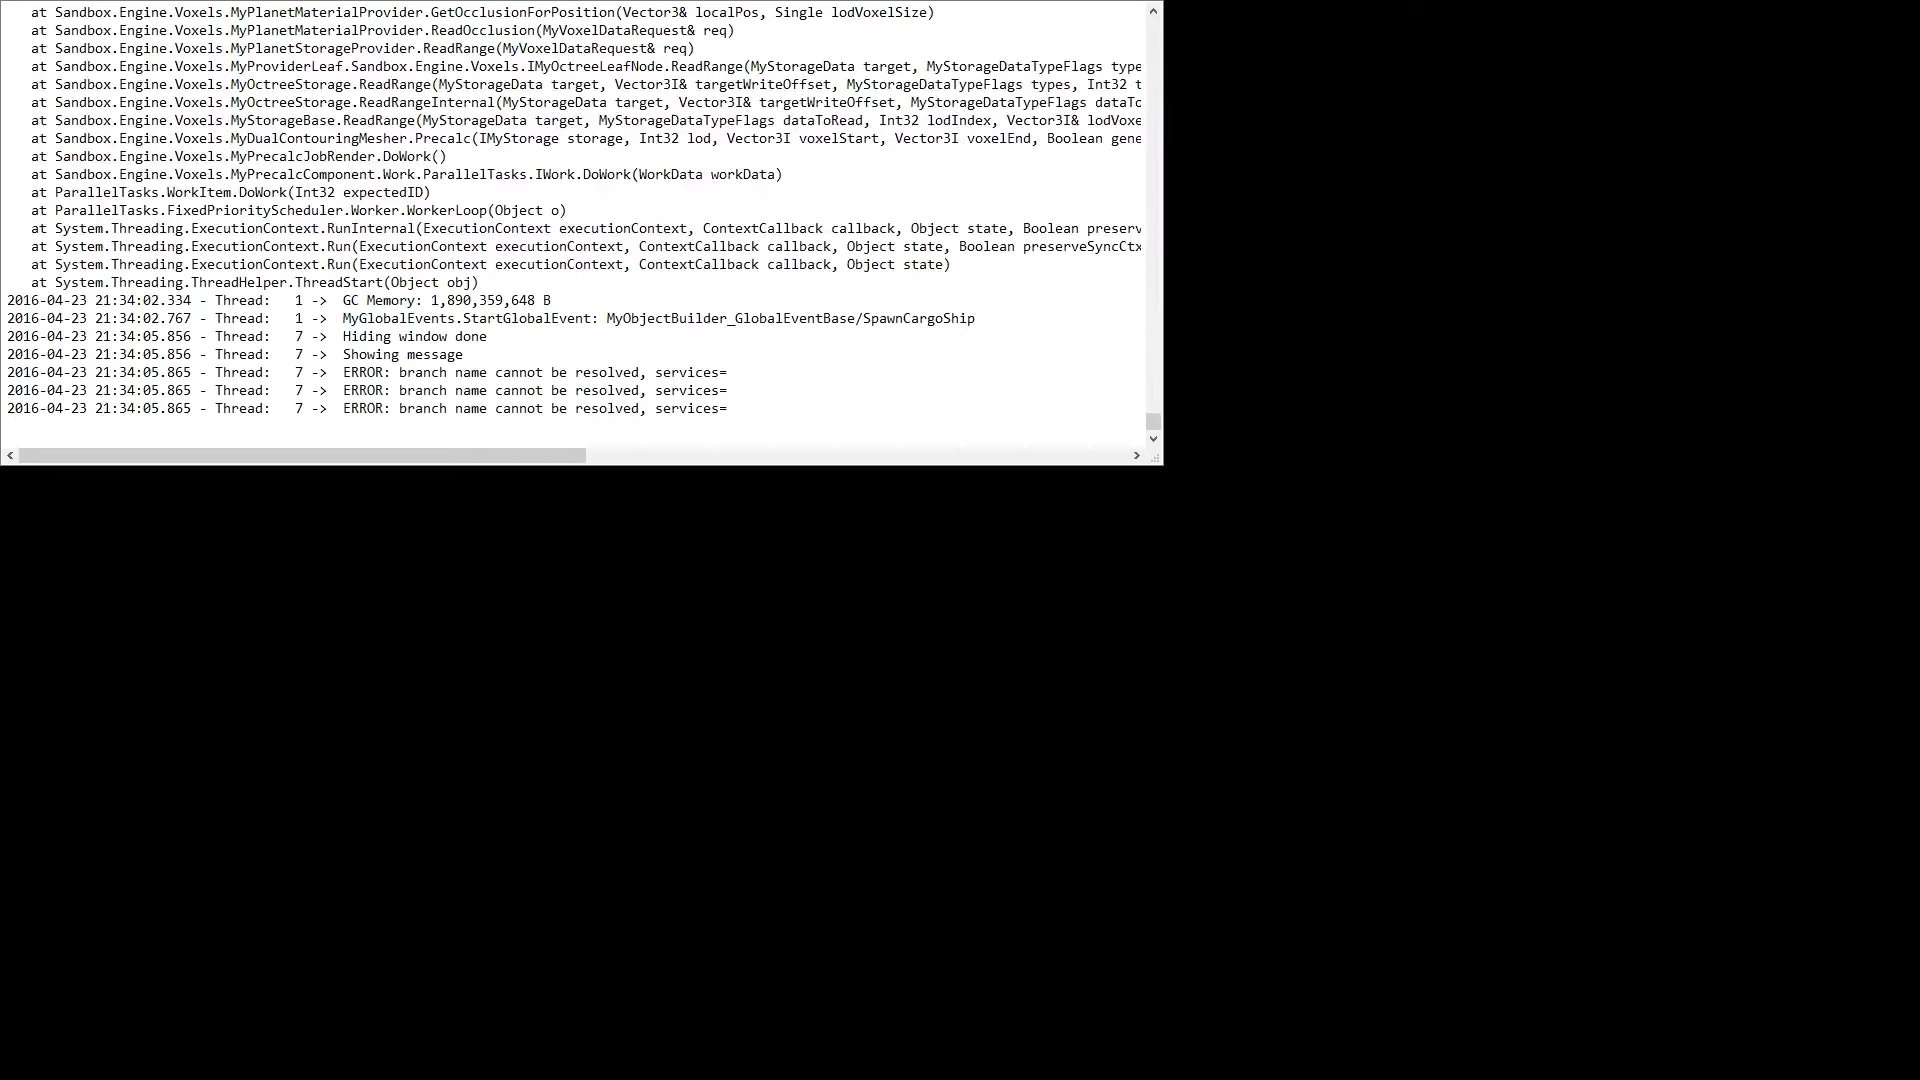 at Sandbox.Engine.Voxels.MyPlanetMaterialProvider.GetOcclusionForPosition(Vector3& localPos, Single lodVoxelSize)
at Sandbox.Engine.Voxels.MyPlanetMaterialProvider.ReadOcclusion(MyVoxelDataRequest& req)
at Sandbox.Engine.Voxels.MyPlanetStorageProvider.ReadRange(MyVoxelDataRequest& req)
at Sandbox.Engine.Voxels.MyProviderLeaf.Sandbox.Engine.Voxels.IMyOctreeLeafNode.ReadRange(MyStorageData target, MyStorageDataTypeFlags type
at Sandbox.Engine.Voxels.MyOctreeStorage.ReadRange(MyStorageData target, Vector3I& targetWriteOffset, MyStorageDataTypeFlags types, Int32 t
at Sandbox.Engine.Voxels.MyOctreeStorage.ReadRangeInternal(MyStorageData target, Vector3I& targetWriteOffset, MyStorageDataTypeFlags dataTo
at Sandbox.Engine.Voxels.MyStorageBase.ReadRange(MyStorageData target, MyStorageDataTypeFlags dataToRead, Int32 lodIndex, Vector3I& lodVoxe
at Sandbox.Engine.Voxels.MyDualContouringMesher.Precalc(IMyStorage storage, Int32 lod, Vector3I voxelStart, Vector3I voxelEnd, Boolean gene
at Sandbox.Engine.Voxels.MyPrecalcJobRender.DoWork()
at Sandbox.Engine.Voxels.MyPrecalcComponent.Work.ParallelTasks.IWork.DoWork(WorkData workData)
at ParallelTasks.WorkItem.DoWork(Int32 expectedID)
at ParallelTasks.FixedPriorityScheduler.Worker.WorkerLoop(Object o)
at System.Threading.ExecutionContext.RunInternal(ExecutionContext executionContext, ContextCallback callback, Object state, Boolean preserv
at System.Threading.ExecutionContext.Run(ExecutionContext executionContext, ContextCallback callback, Object state, Boolean preserveSyncCtx
at System.Threading.ExecutionContext.Run(ExecutionContext executionContext, ContextCallback callback, Object state)
at System.Threading.ThreadHelper.ThreadStart(Object obj)
2016-04-23 21:34:02.334 - Thread:   1 ->  GC Memory: 1,890,359,648 B
2016-04-23 21:34:02.767 - Thread:   1 ->  MyGlobalEvents.StartGlobalEvent: MyObjectBuilder_GlobalEventBase/SpawnCargoShip
2016-04-23 21:34:05.856 - Thread:   7 ->  Hiding window done
2016-04-23 21:34:05.856 - Thread:   7 ->  Showing message
2016-04-23 21:34:05.865 - Thread:   7 ->  ERROR: branch name cannot be resolved, services=
2016-04-23 21:34:05.865 - Thread:   7 ->  ERROR: branch name cannot be resolved, services=
2016-04-23 21:34:05.865 - Thread:   7 ->  ERROR: branch name cannot be resolved, services=